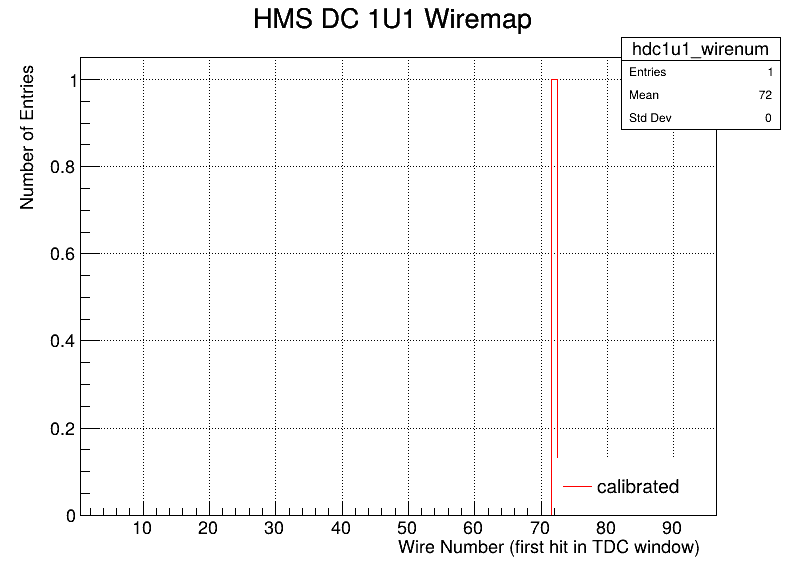 HMS DC 1U1 Wiremap
hdc1u1_wirenum
Entries 1
Mean 72
Std Dev 0
Number of Entries
1
0.8
0.6
0.4
0.2
0
calibrated
10 20 30 40 50 60 70 80 90
Wire Number (first hit in TDC window)